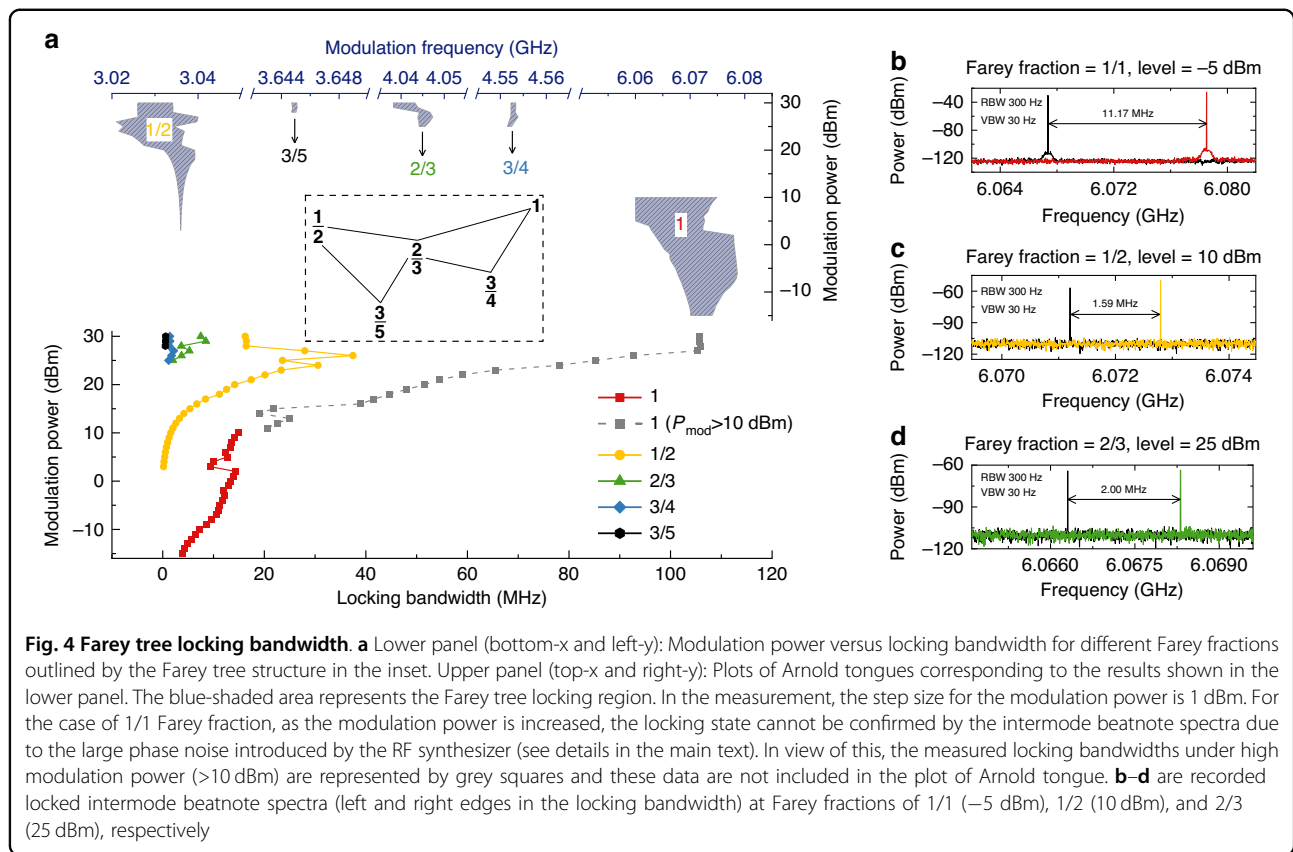 a
Modulation frequency (GHz)
3.02 3.04 3.644 3.648 4.04 4.05 4.55 4.56 6.06 6.07 6.08
30
20
10
0
−10
Modulation power (dBm)
1/2
3/5
2/3
3/4
1
1/2
2/3
1
3/5
3/4
30
20
10
0
−10
Modulation power (dBm)
1
1 (Pmod>10 dBm)
1/2
2/3
3/4
3/5
0 20 40 60 80 100 120
Locking bandwidth (MHz)
b
Farey fraction = 1/1, level = −5 dBm
RBW 300 Hz
VBW 30 Hz
11.17 MHz
−40
−80
−120
Power (dBm)
6.064 6.072 6.080
Frequency (GHz)
c
Farey fraction = 1/2, level = 10 dBm
RBW 300 Hz
VBW 30 Hz
1.59 MHz
−60
−90
−120
Power (dBm)
6.070 6.072 6.074
Frequency (GHz)
d
Farey fraction = 2/3, level = 25 dBm
RBW 300 Hz
VBW 30 Hz
2.00 MHz
−60
−90
−120
Power (dBm)
6.0660 6.0675 6.0690
Frequency (GHz)
Fig. 4 Farey tree locking bandwidth. a Lower panel (bottom-x and left-y): Modulation power versus locking bandwidth for different Farey fractions
outlined by the Farey tree structure in the inset. Upper panel (top-x and right-y): Plots of Arnold tongues corresponding to the results shown in the
lower panel. The blue-shaded area represents the Farey tree locking region. In the measurement, the step size for the modulation power is 1 dBm. For
the case of 1/1 Farey fraction, as the modulation power is increased, the locking state cannot be confirmed by the intermode beatnote spectra due
to the large phase noise introduced by the RF synthesizer (see details in the main text). In view of this, the measured locking bandwidths under high
modulation power (>10 dBm) are represented by grey squares and these data are not included in the plot of Arnold tongue. b–d are recorded
locked intermode beatnote spectra (left and right edges in the locking bandwidth) at Farey fractions of 1/1 (−5 dBm), 1/2 (10 dBm), and 2/3
(25 dBm), respectively